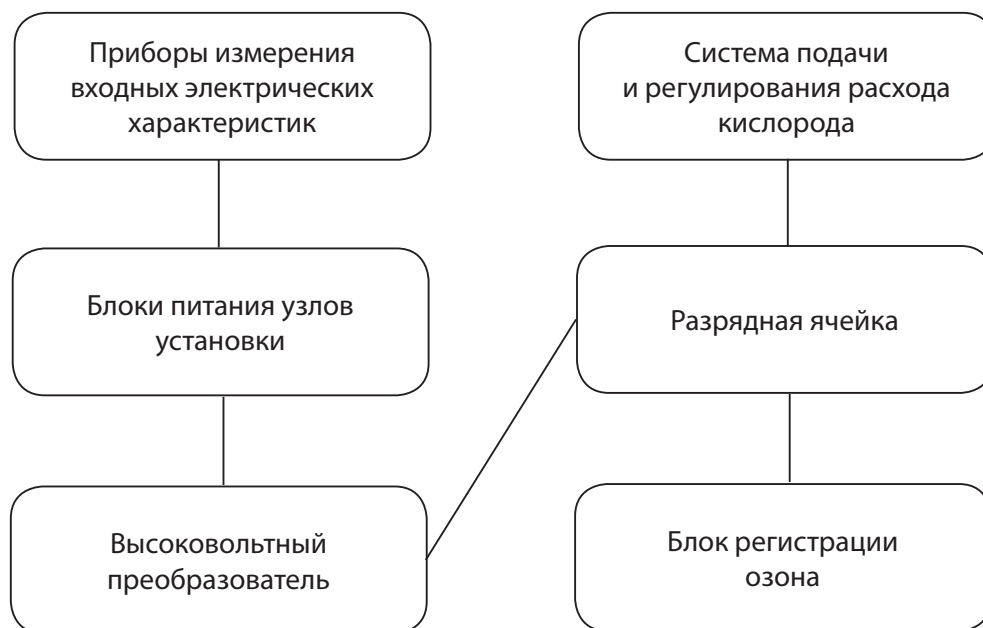 Приборы измерения
входных электрических
характеристик
Блоки питания узлов
установки
Высоковольтный
преобразователь
Система подачи
и регулирования расхода
кислорода
Разрядная ячейка
Блок регистрации
озона